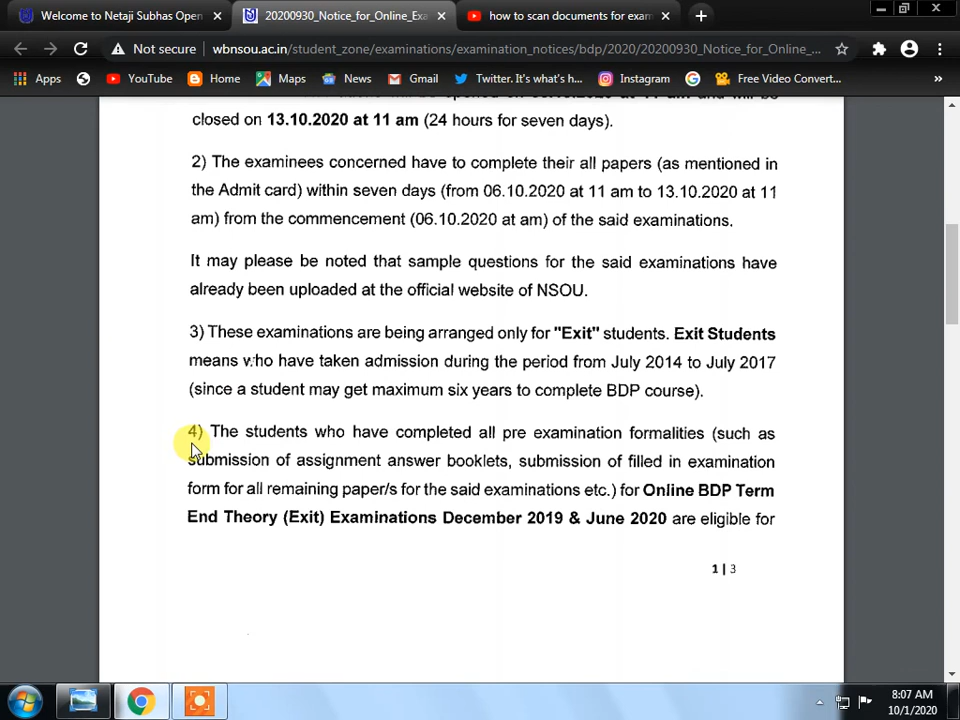 Welcome to Netaji Subhas Open
20200930_Notice_for_Online_Exa
how to scan documents for exam
Not secure
wbnsou.ac.in/student_zone/examinations/examination_notices/bdp/2020/20200930_Notice_for_Online_...
Apps
YouTube
Home
Maps
News
Gmail
Twitter. It's what's h...
Instagram
Free Video Convert...
»
closed on 13.10.2020 at 11 am (24 hours for seven days).
2) The examinees concerned have to complete their all papers (as mentioned in
the Admit card) within seven days (from 06.10.2020 at 11 am to 13.10.2020 at 11
am) from the commencement (06.10.2020 at am) of the said examinations.
It may please be noted that sample questions for the said examinations have
already been uploaded at the official website of NSOU.
3) These examinations are being arranged only for "Exit" students. Exit Students
means who have taken admission during the period from July 2014 to July 2017
(since a student may get maximum six years to complete BDP course).
4) The students who have completed all pre examination formalities (such as
submission of assignment answer booklets, submission of filled in examination
form for all remaining paper/s for the said examinations etc.) for Online BDP Term
End Theory (Exit) Examinations December 2019 & June 2020 are eligible for
1 | 3
8:07 AM
10/1/2020